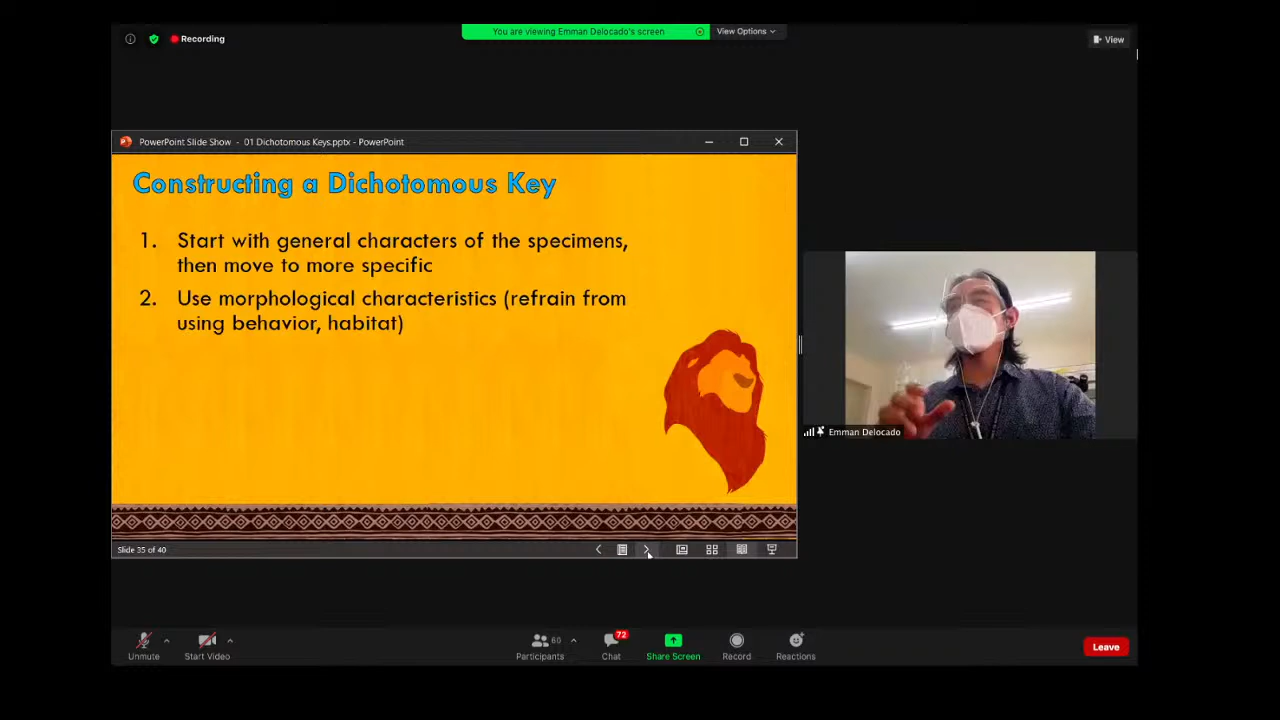 Recording
You are viewing Emman Delocado's screen
View Options
View
PowerPoint Slide Show - 01 Dichotomous Keys.pptx - PowerPoint
Constructing a Dichotomous Key
1. Start with general characters of the specimens,
then move to more specific
2. Use morphological characteristics (refrain from
using behavior, habitat)
Emman Delocado
Slide 35 of 40
72
60
Unmute
Start Video
Participants
Chat
Share Screen
Record
Reactions
Leave